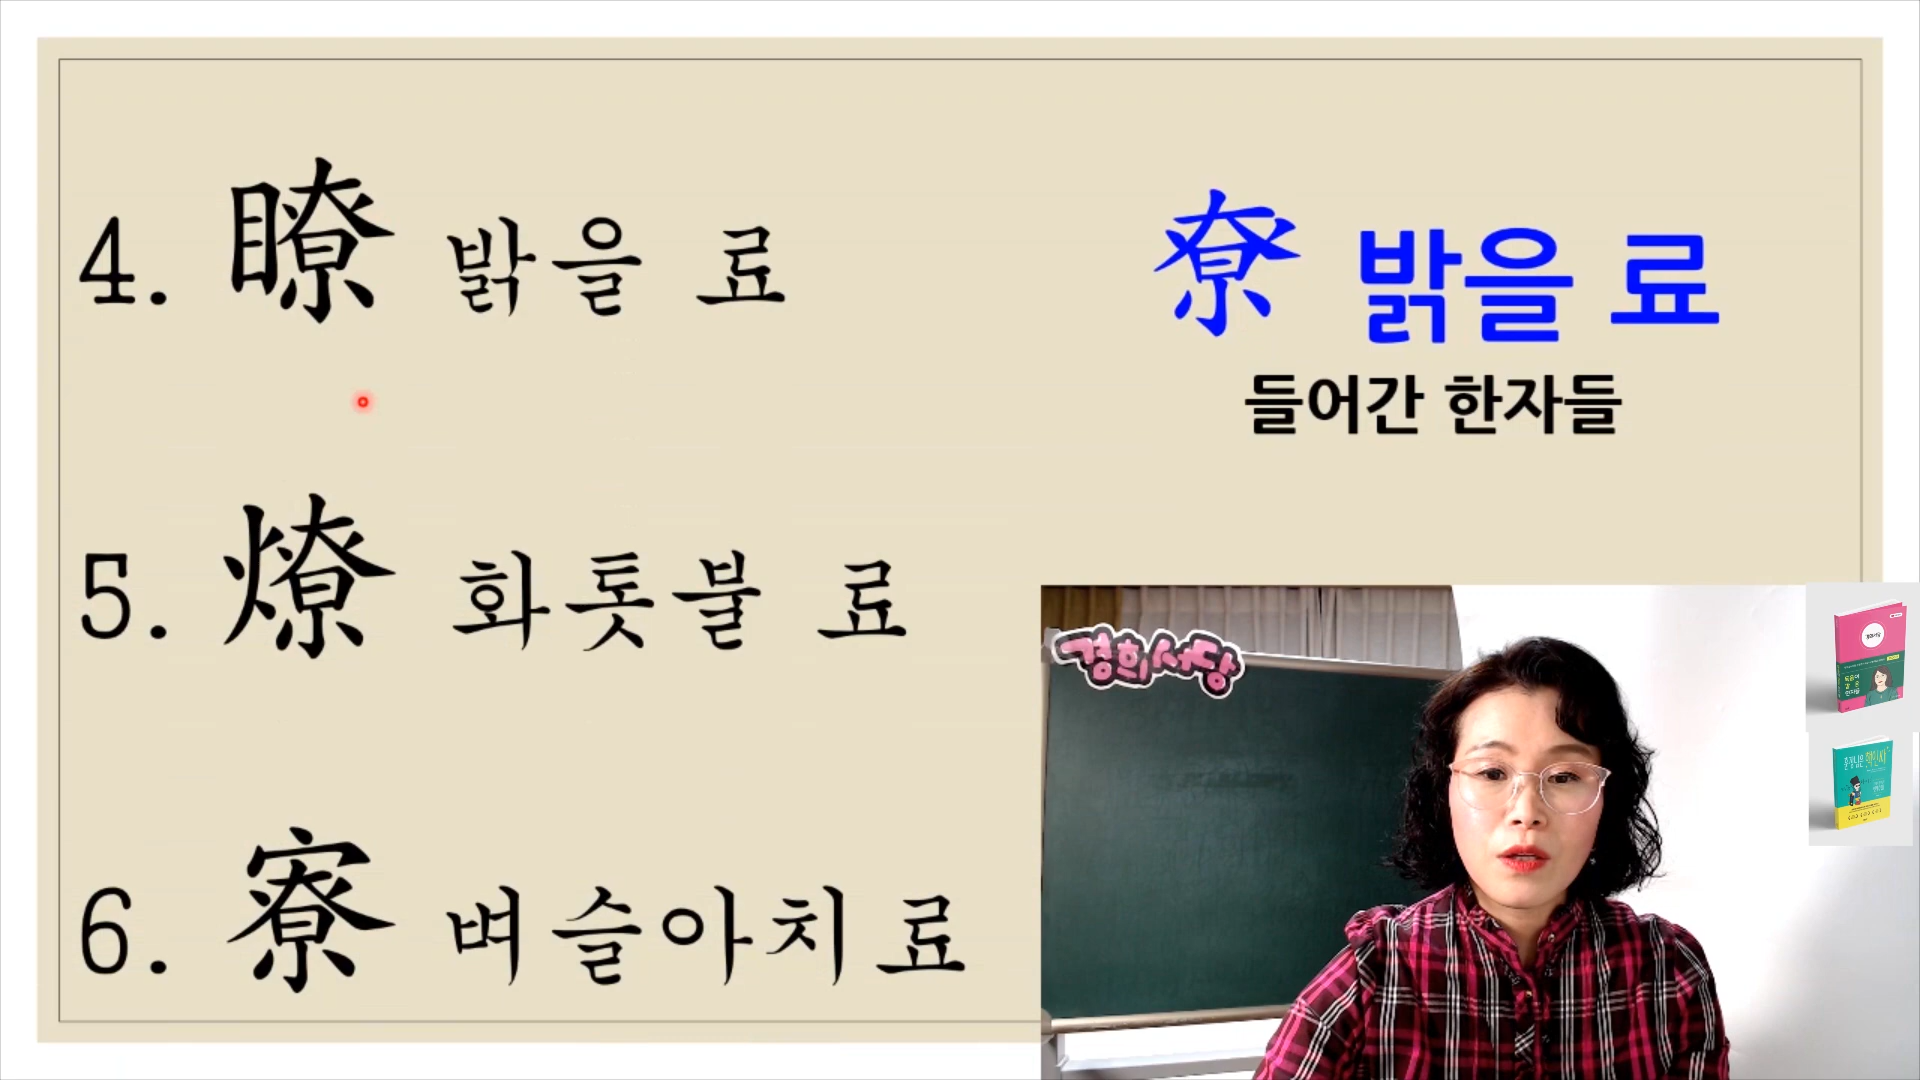 4. 瞭 밝을 료
尞 밝을 료
들어간 한자들
5. 燎 화톳불 료
6. 寮 벼슬아치료
경희서당